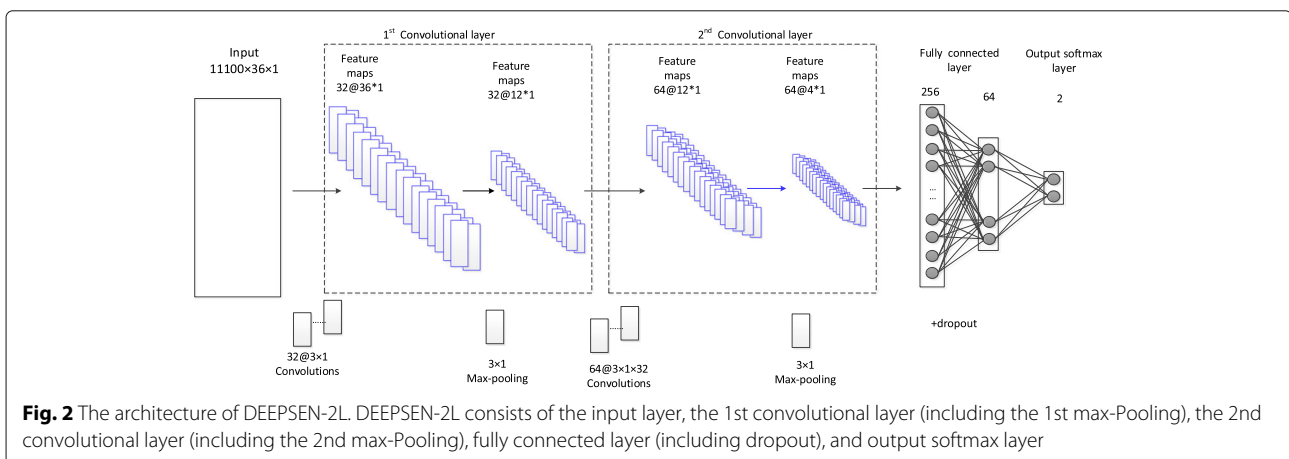 Input
11100×36×1
1st Convolutional layer
Feature
maps
32@36*1
Feature
maps
32@12*1
2nd Convolutional layer
Feature
maps
64@12*1
Feature
maps
64@4*1
Fully connected
layer
256
64
Output softmax
layer
2
...
...
+dropout
32@3×1
Convolutions
3×1
Max-pooling
64@3×1×32
Convolutions
3×1
Max-pooling
Fig. 2 The architecture of DEEPSEN-2L. DEEPSEN-2L consists of the input layer, the 1st convolutional layer (including the 1st max-Pooling), the 2nd
convolutional layer (including the 2nd max-Pooling), fully connected layer (including dropout), and output softmax layer